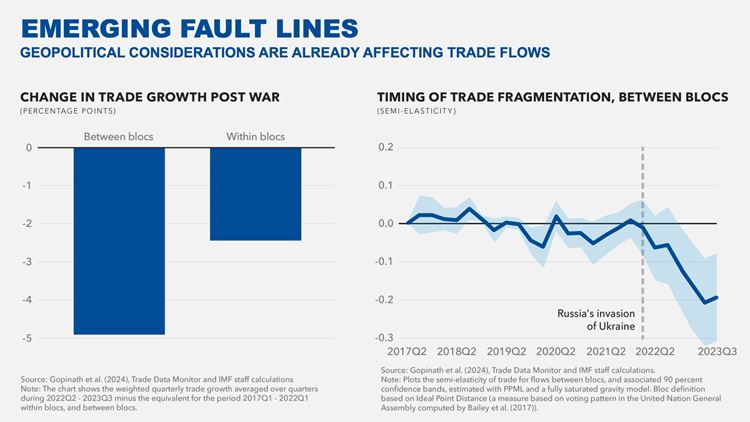 EMERGING FAULT LINES
GEOPOLITICAL CONSIDERATIONS ARE ALREADY AFFECTING TRADE FLOWS
CHANGE IN TRADE GROWTH POST WAR
(PERCENTAGE POINTS)
Between blocs
Within blocs
0
-1
-2
-3
-4
-5
Source: Gopinath et al. (2024), Trade Data Monitor and IMF staff calculations
Note: The chart shows the weighted quarterly trade growth averaged over quarters
during 2022Q2 - 2023Q3 minus the equivalent for the period 2017Q1 - 2022Q1
within blocs, and between blocs.
TIMING OF TRADE FRAGMENTATION, BETWEEN BLOCS
(SEMI-ELASTICITY)
0.2
0.1
0.0
-0.1
-0.2
-0.3
Russia's invasion
of Ukraine
2017Q2 2018Q2 2019Q2 2020Q2 2021Q2 2022Q2 2023Q3
Source: Gopinath et al. (2024), Trade Data Monitor and IMF staff calculations.
Note: Plots the semi-elasticity of trade for flows between blocs, and associated 90 percent
confidence bands, estimated with PPML and a fully saturated gravity model. Bloc definition
based on Ideal Point Distance (a measure based on voting pattern in the United Nation General
Assembly computed by Bailey et al. (2017)).